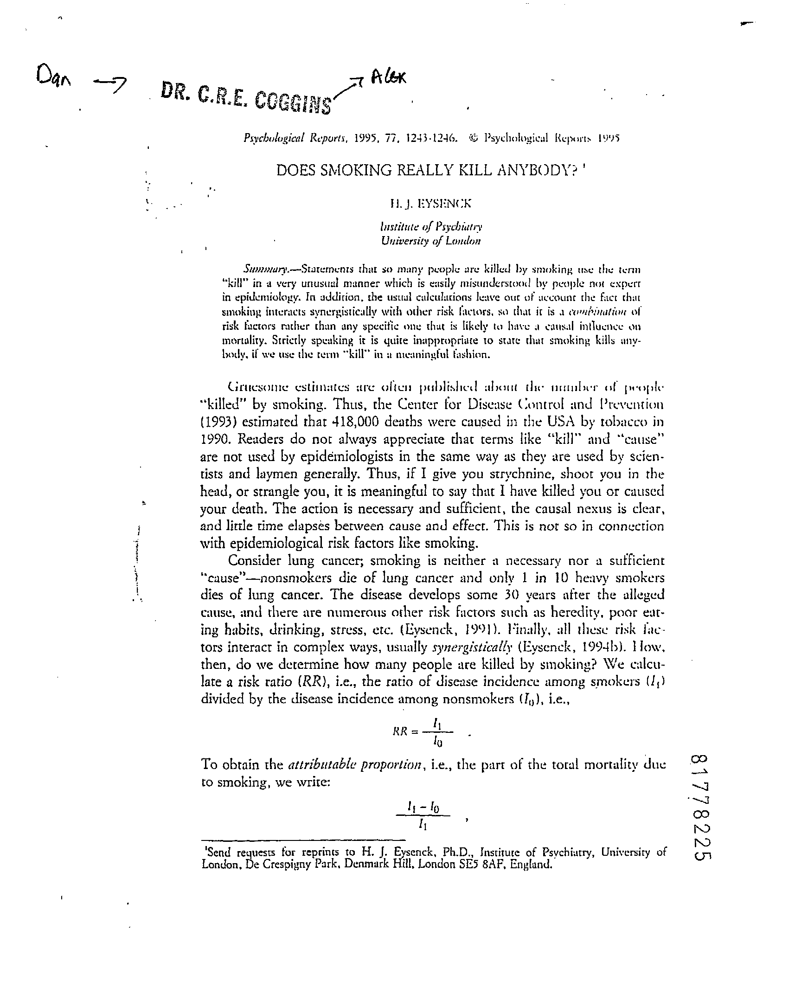 Dan → DR. C.R.E. COGGINS → Alex
Psychological Reports, 1995, 77, 1243-1246. © Psychological Reports 1995
DOES SMOKING REALLY KILL ANYBODY? ¹
H. J. EYSENCK
Institute of Psychiatry
University of London
Summary.—Statements that so many people are killed by smoking use the term
"kill" in a very unusual manner which is easily misunderstood by people not expert
in epidemiology. In addition, the usual calculations leave out of account the fact that
smoking interacts synergistically with other risk factors, so that it is a combination of
risk factors rather than any specific one that is likely to have a causal influence on
mortality. Strictly speaking it is quite inappropriate to state that smoking kills any-
body, if we use the term "kill" in a meaningful fashion.
Gruesome estimates are often published about the number of people
"killed" by smoking. Thus, the Center for Disease Control and Prevention
(1993) estimated that 418,000 deaths were caused in the USA by tobacco in
1990. Readers do not always appreciate that terms like "kill" and "cause"
are not used by epidemiologists in the same way as they are used by scien-
tists and laymen generally. Thus, if I give you strychnine, shoot you in the
head, or strangle you, it is meaningful to say that I have killed you or caused
your death. The action is necessary and sufficient, the causal nexus is clear,
and little time elapses between cause and effect. This is not so in connection
with epidemiological risk factors like smoking.
Consider lung cancer; smoking is neither a necessary nor a sufficient
"cause"—nonsmokers die of lung cancer and only 1 in 10 heavy smokers
dies of lung cancer. The disease develops some 30 years after the alleged
cause, and there are numerous other risk factors such as heredity, poor eat-
ing habits, drinking, stress, etc. (Eysenck, 1991). Finally, all these risk fac-
tors interact in complex ways, usually synergistically (Eysenck, 1994b). How,
then, do we determine how many people are killed by smoking? We calcu-
late a risk ratio (RR), i.e., the ratio of disease incidence among smokers (I₁)
divided by the disease incidence among nonsmokers (I₀), i.e.,
RR = I₁ / I₀ .
To obtain the attributable proportion, i.e., the part of the total mortality due
to smoking, we write:
I₁ – I₀ / I₁ ,
¹Send requests for reprints to H. J. Eysenck, Ph.D., Institute of Psychiatry, University of
London, De Crespigny Park, Denmark Hill, London SE5 8AF, England.
81778225